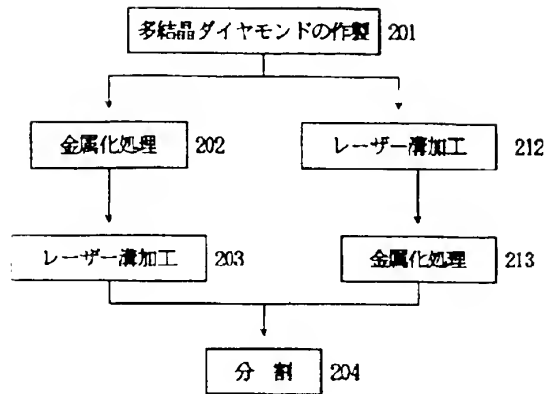 多結晶ダイヤモンドの作製 201
金属化処理 202
レーザー溝加工 212
レーザー溝加工 203
金属化処理 213
分 割 204